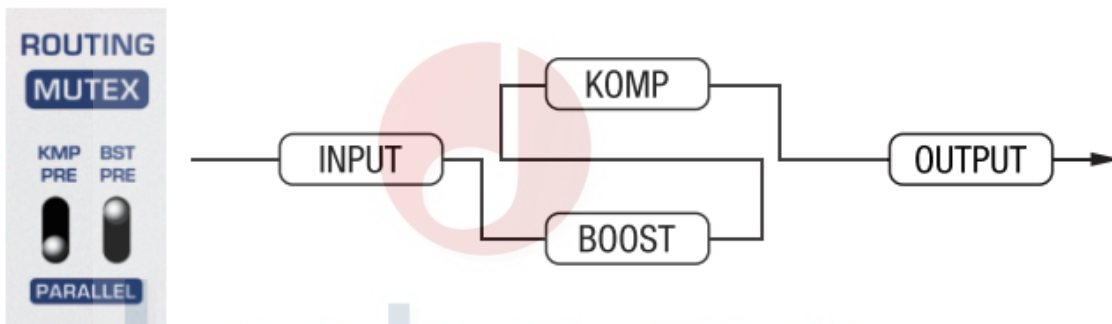 ROUTING
MUTEX
KMP BST
PRE PRE
PARALLEL
KOMP
INPUT
OUTPUT
BOOST